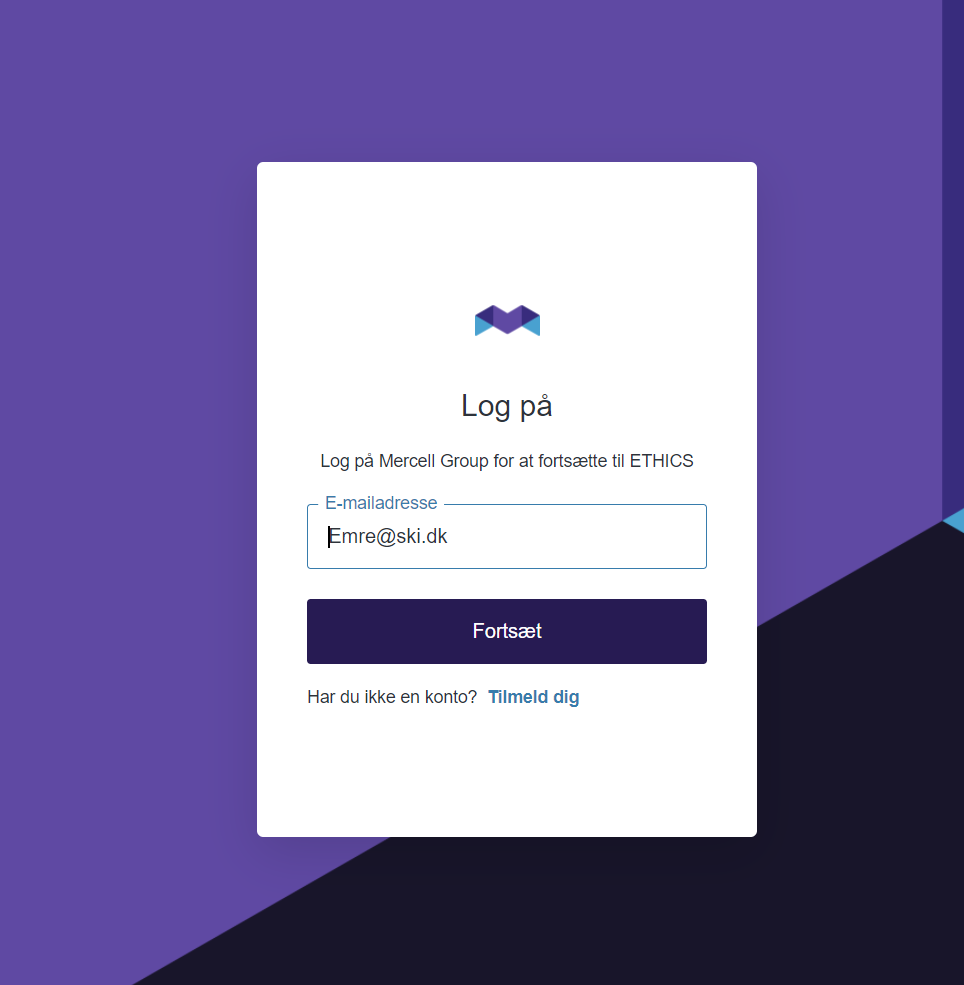 Log på
Log på Mercell Group for at fortsætte til ETHICS
E-mailadresse
Emre@ski.dk
Fortsæt
Har du ikke en konto? Tilmeld dig